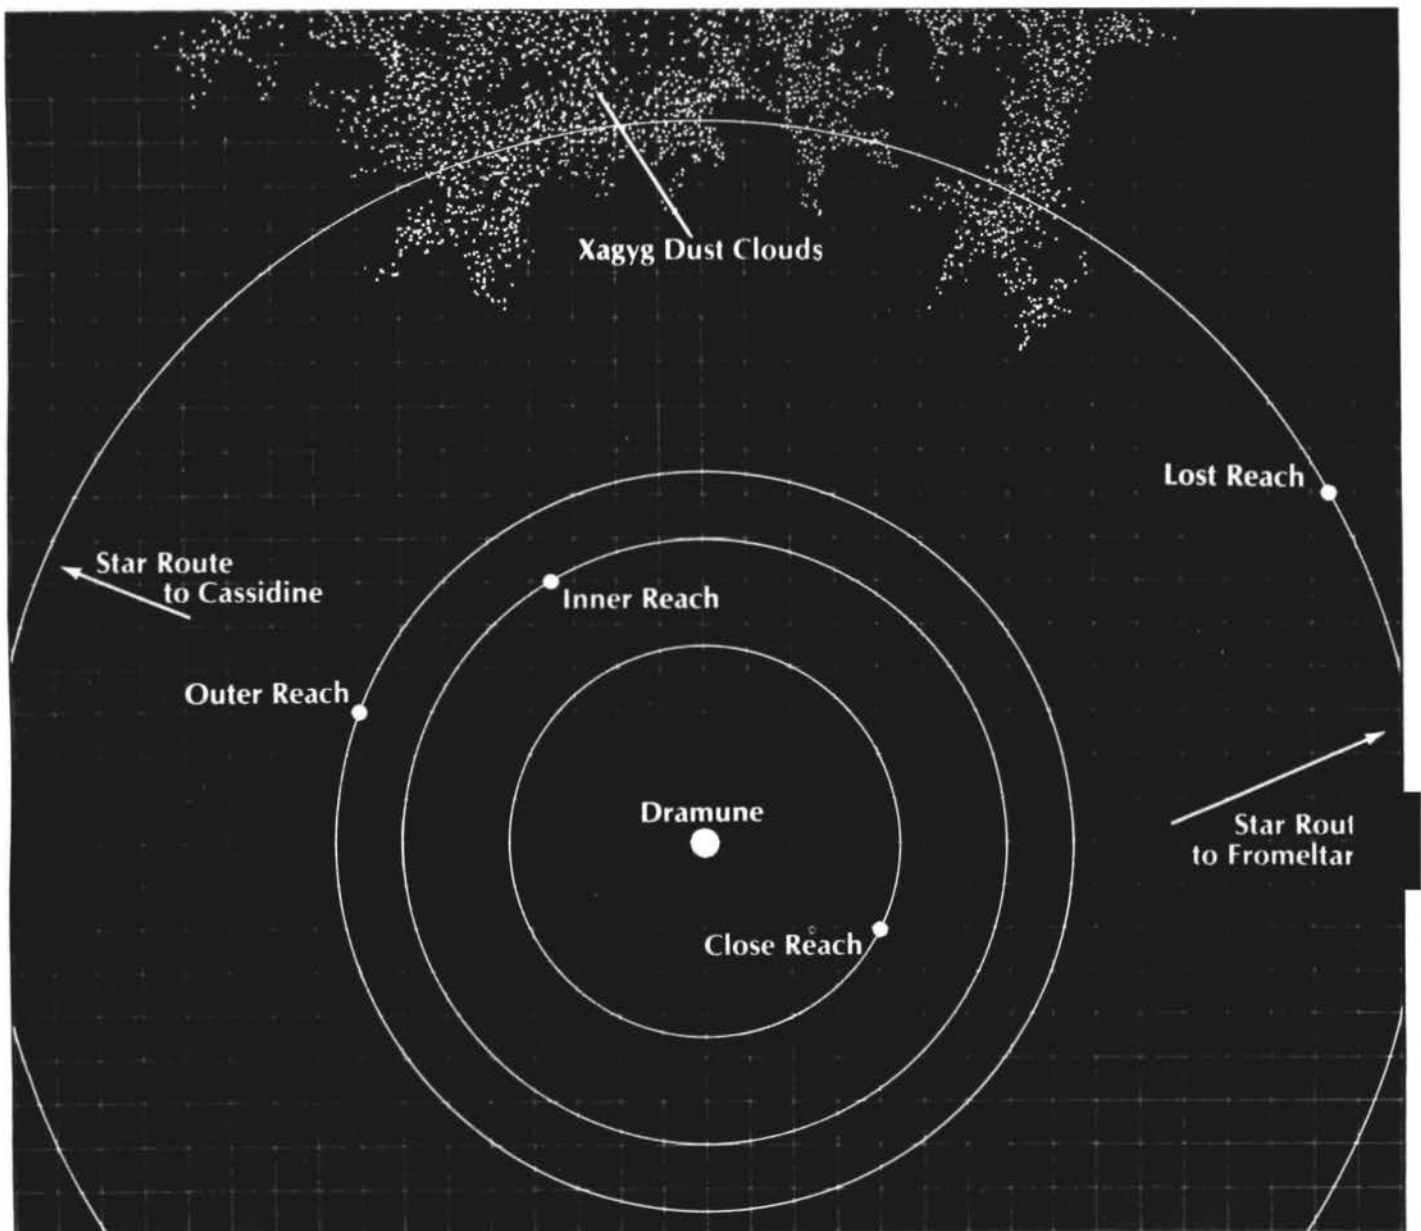 Xagyg Dust Clouds
Lost Reach
Star Route
to Cassidine
Inner Reach
Outer Reach
Dramune
Star Rout
to Fromeltar
Close Reach